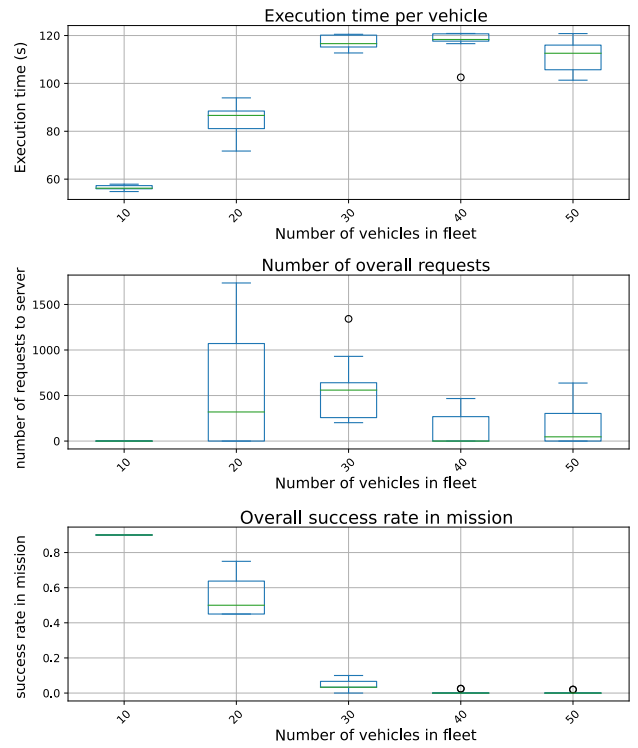 Execution time per vehicle
Execution time (s)
120
100
80
60
10 20 30 40 50
Number of vehicles in fleet
Number of overall requests
number of requests to server
1500
1000
500
0
10 20 30 40 50
Number of vehicles in fleet
Overall success rate in mission
success rate in mission
0.8
0.6
0.4
0.2
0.0
10 20 30 40 50
Number of vehicles in fleet